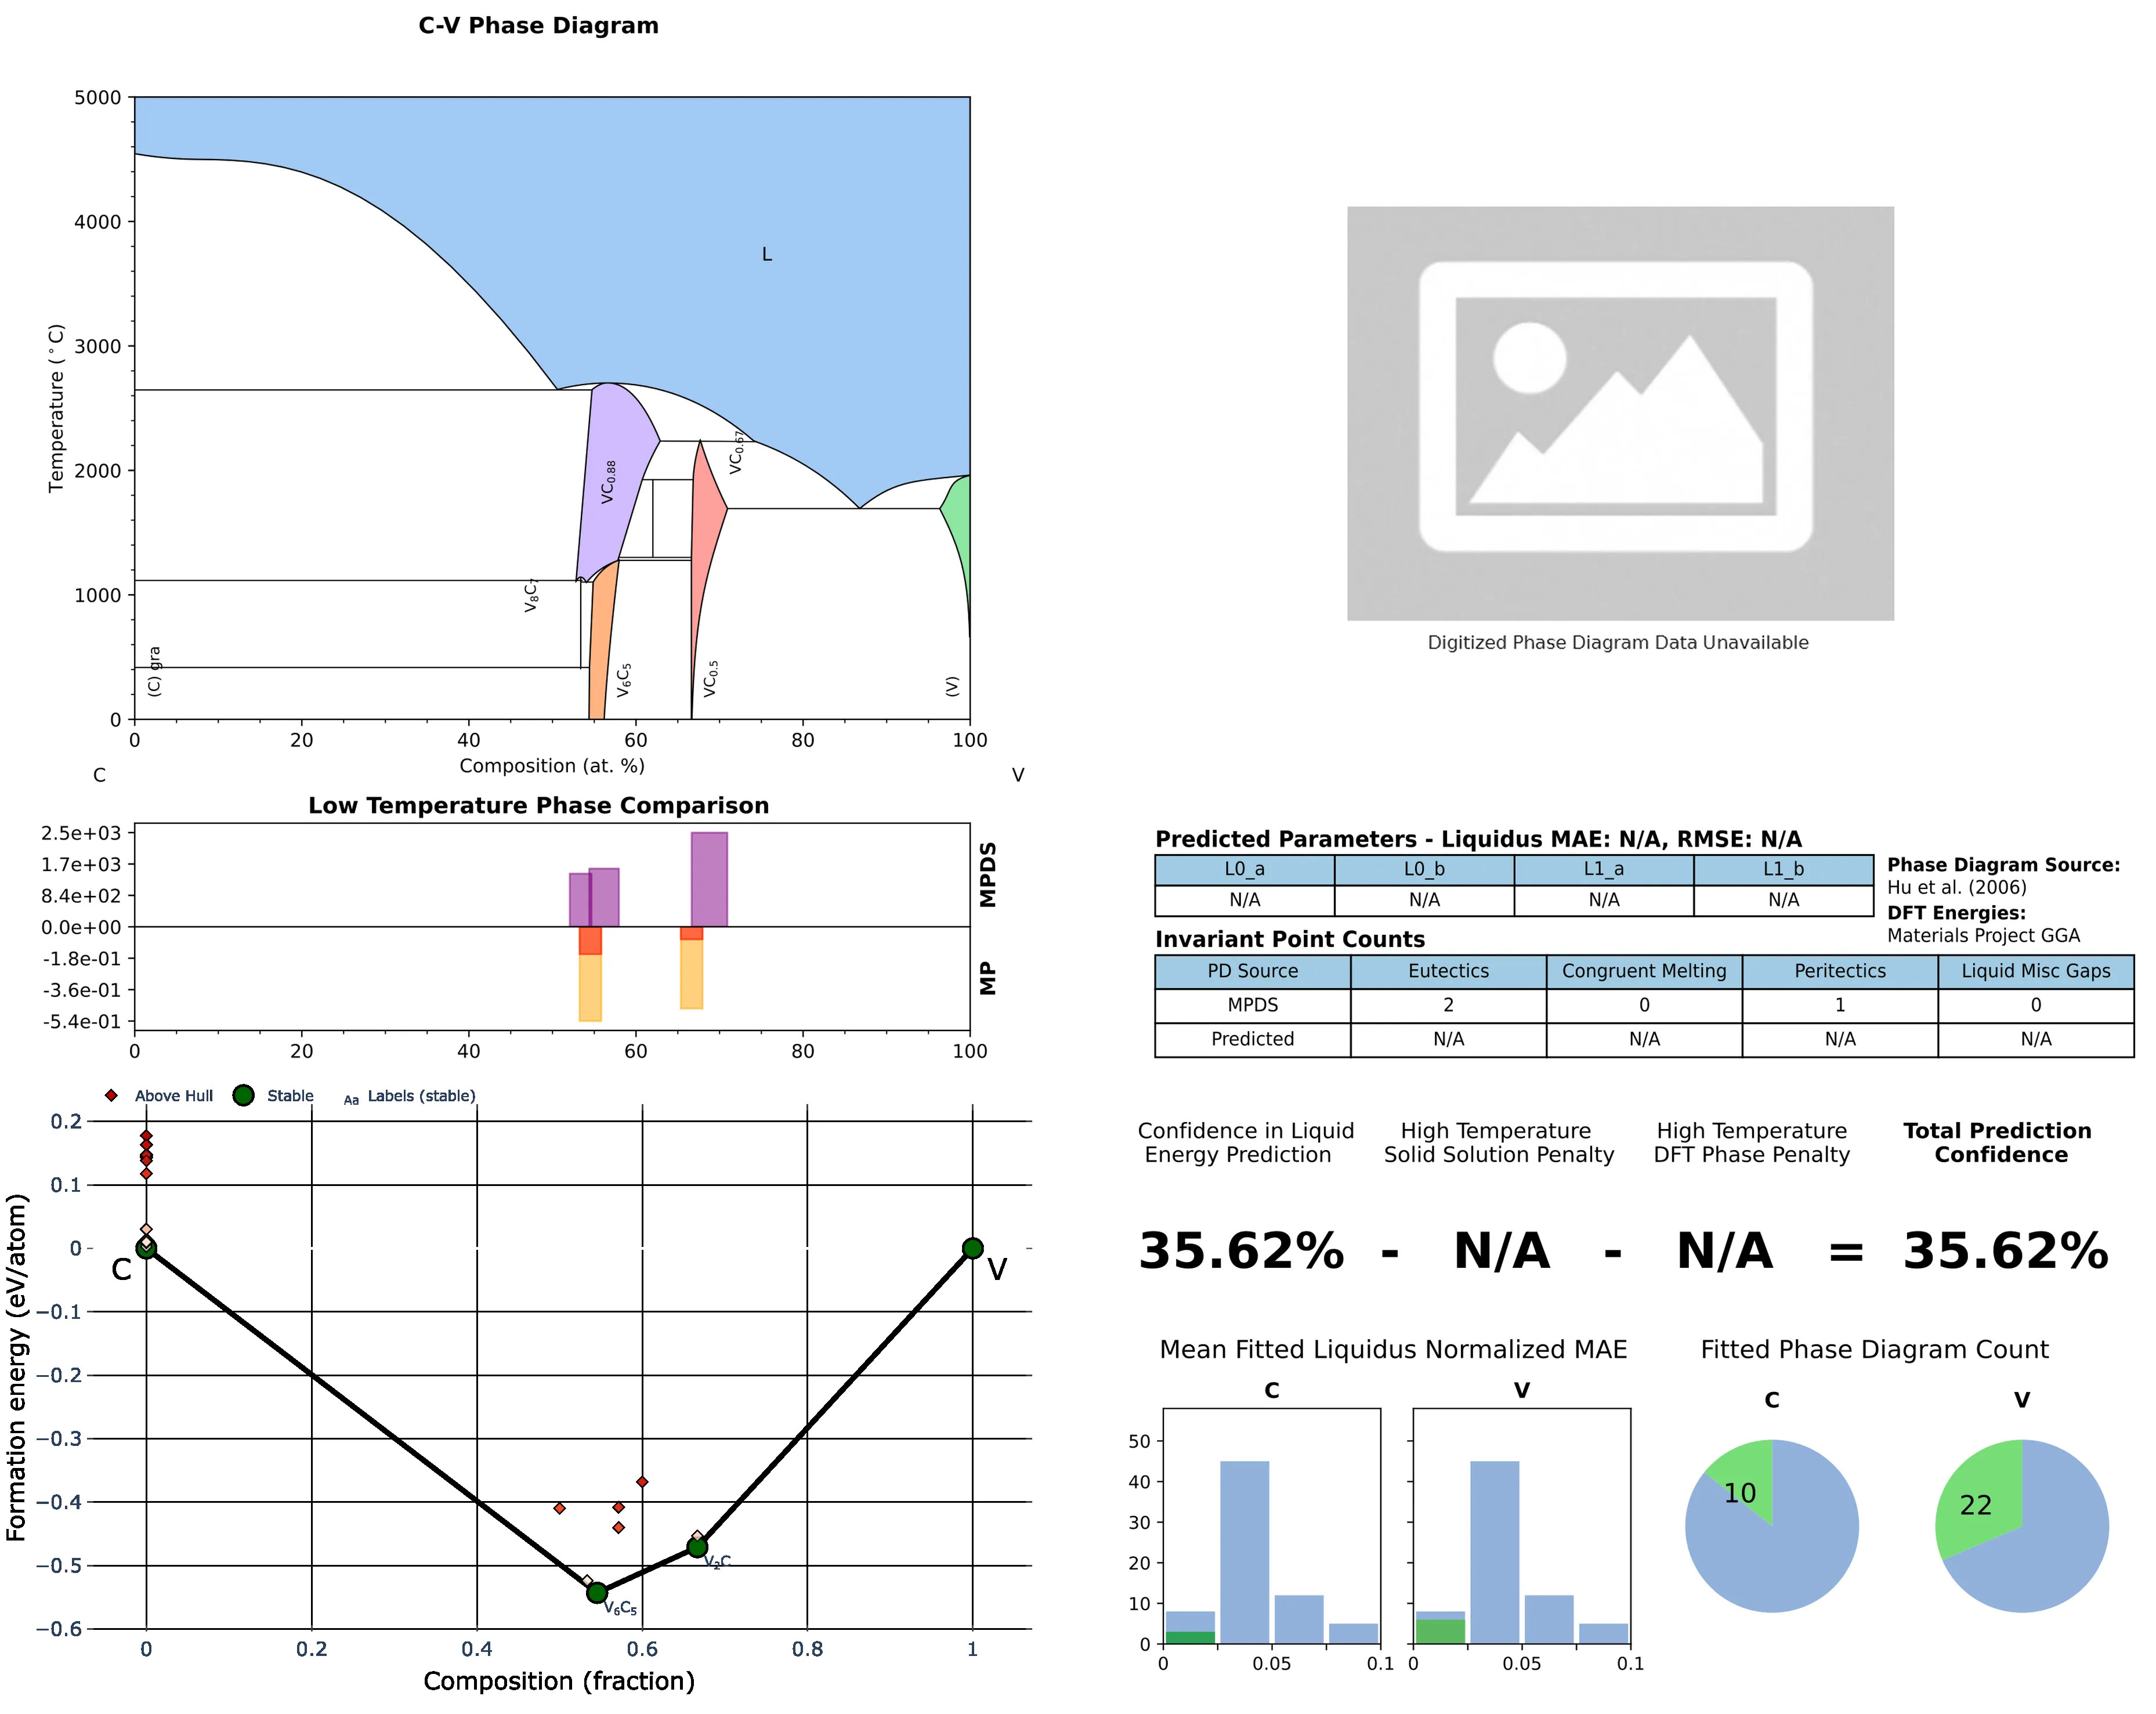 C-V Phase Diagram
5000
4000
3000
2000
1000
0
Temperature (°C)
L
VC0.88
VC0.67
V8C7
(C) gra
V6C5
VC0.5
(V)
0 20 40 60 80 100
Composition (at. %)
C V
Digitized Phase Diagram Data Unavailable
Low Temperature Phase Comparison
2.5e+03
1.7e+03
8.4e+02
0.0e+00
-1.8e-01
-3.6e-01
-5.4e-01
MPDS
MP
0 20 40 60 80 100
Predicted Parameters - Liquidus MAE: N/A, RMSE: N/A
L0_a L0_b L1_a L1_b
N/A N/A N/A N/A
Phase Diagram Source:
Hu et al. (2006)
DFT Energies:
Materials Project GGA
Invariant Point Counts
PD Source Eutectics Congruent Melting Peritectics Liquid Misc Gaps
MPDS 2 0 1 0
Predicted N/A N/A N/A N/A
Above Hull Stable Aa Labels (stable)
0.2
0.1
0
−0.1
−0.2
−0.3
−0.4
−0.5
−0.6
Formation energy (eV/atom)
C
V
V2C
V6C5
0 0.2 0.4 0.6 0.8 1
Composition (fraction)
Confidence in Liquid
Energy Prediction
High Temperature
Solid Solution Penalty
High Temperature
DFT Phase Penalty
Total Prediction
Confidence
35.62% - N/A - N/A = 35.62%
Mean Fitted Liquidus Normalized MAE
C V
50
40
30
20
10
0
0 0.05 0.1
0 0.05 0.1
Fitted Phase Diagram Count
C V
10 22